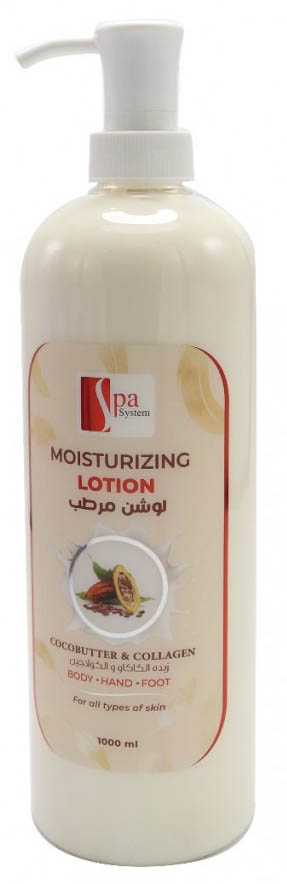 Spa
System
MOISTURIZING
LOTION
لوشن مرطب
COCOBUTTER & COLLAGEN
زبدة الكاكاو و الكولاجين
BODY • HAND • FOOT
For all types of skin
1000 ml